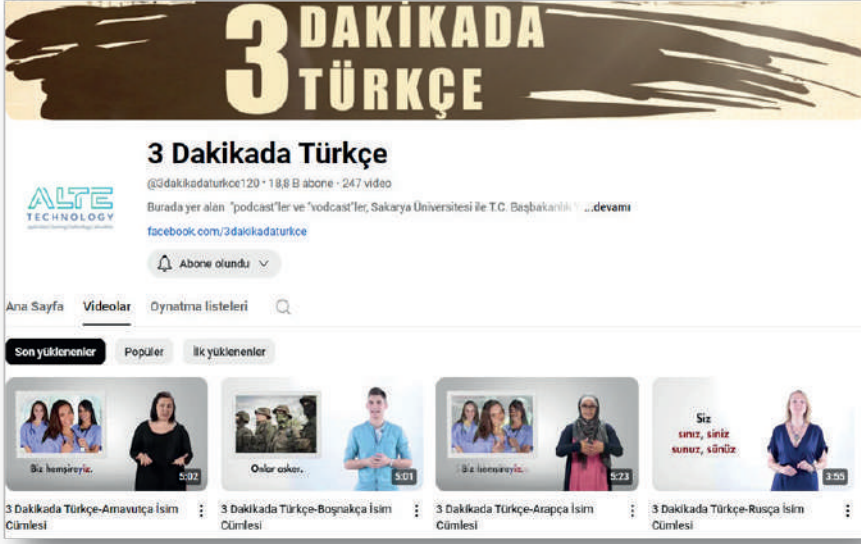 3 DAKİKADA
TÜRKÇE
3 Dakikada Türkçe
ALTE
TECHNOLOGY
@3dakikadaturkce120 · 18,8 B abone · 247 video
Burada yer alan "podcast"ler ve "vodcast"ler, Sakarya Üniversitesi ile T.C. Başbakanlık ...devamı
facebook.com/3dakikadaturkce
Abone olundu
Ana Sayfa Videolar Oynatma listeleri
Son yüklenenler Popüler İlk yüklenenler
Biz hemşireyiz.
5:02
Onlar asker.
5:01
Biz hemşireyiz.
5:23
Siz
sınız, siniz
sunuz, sünüz
3:55
3 Dakikada Türkçe-Arnavutça İsim
Cümlesi
3 Dakikada Türkçe-Boşnakça İsim
Cümlesi
3 Dakikada Türkçe-Arapça İsim
Cümlesi
3 Dakikada Türkçe-Rusça İsim
Cümlesi